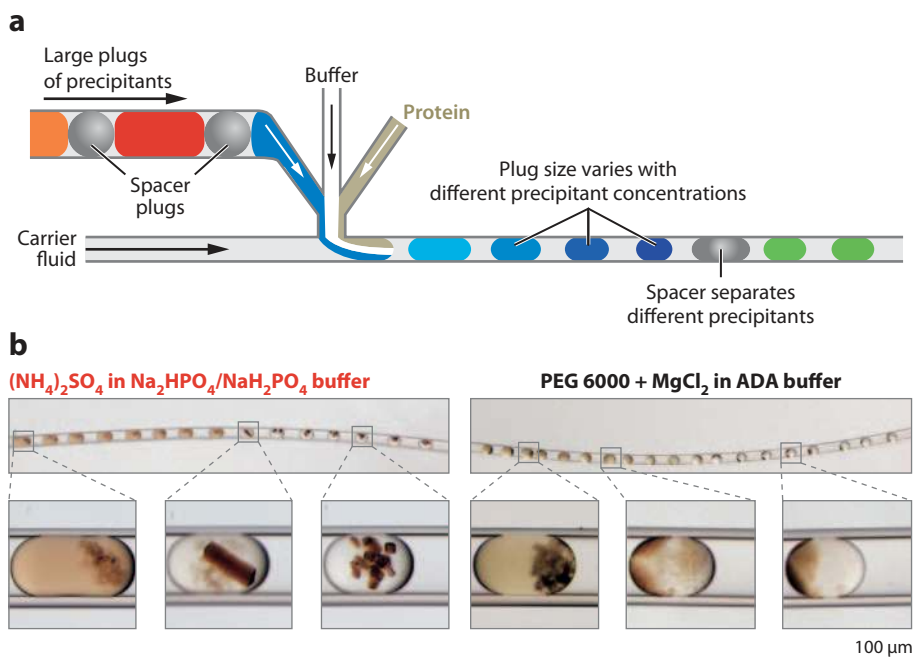 a
Large plugs
of precipitants
Buffer
Protein
Plug size varies with
different precipitant concentrations
Spacer
plugs
Carrier
fluid
Spacer separates
different precipitants
b
(NH₄)₂SO₄ in Na₂HPO₄/NaH₂PO₄ buffer
PEG 6000 + MgCl₂ in ADA buffer
100 μm